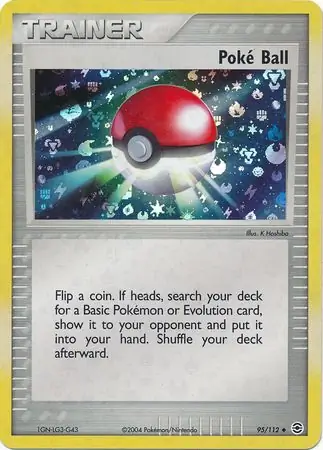 TRAINER
Poké Ball
Illus. K Hoshiba
Flip a coin. If heads, search your deck
for a Basic Pokémon or Evolution card,
show it to your opponent and put it
into your hand. Shuffle your deck
afterward.
1GN-LG3-G43 ©2004 Pokémon/Nintendo 95/112 ◆